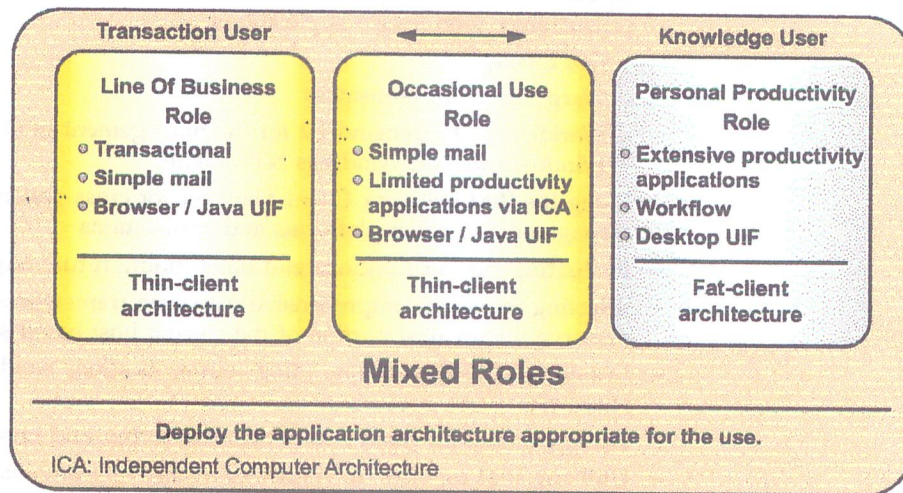 Transaction User
Knowledge User
Line Of Business
Role
Transactional
Simple mail
Browser / Java UIF
Thin-client
architecture
Occasional Use
Role
Simple mail
Limited productivity
applications via ICA
Browser / Java UIF
Thin-client
architecture
Personal Productivity
Role
Extensive productivity
applications
Workflow
Desktop UIF
Fat-client
architecture
Mixed Roles
Deploy the application architecture appropriate for the use.
ICA: Independent Computer Architecture